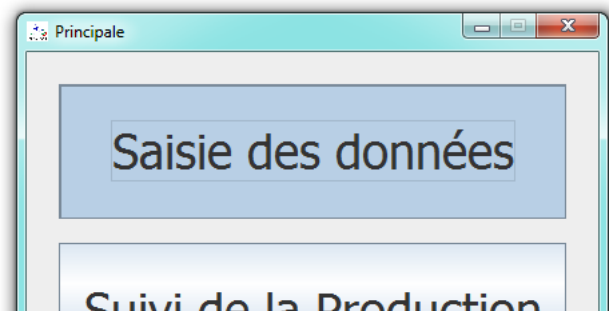 Principale
Saisie des données
Suivi de la Production